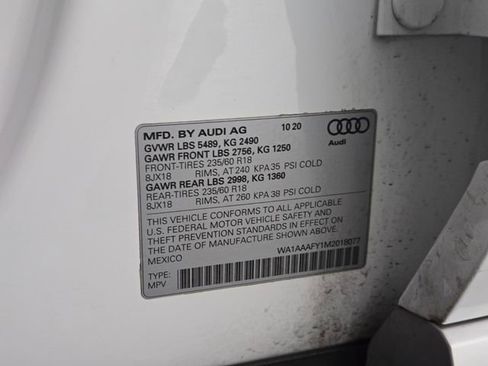 MFD. BY AUDI AG 10 20
GVWR LBS 5489, KG 2490
GAWR FRONT LBS 2756, KG 1250
FRONT-TIRES 235/60 R18
8JX18 RIMS, AT 240 KPA 35 PSI COLD
GAWR REAR LBS 2998, KG 1360
REAR-TIRES 235/60 R18
8JX18 RIMS, AT 260 KPA 38 PSI COLD
Audi
THIS VEHICLE CONFORMS TO ALL APPLICABLE
U.S. FEDERAL MOTOR VEHICLE SAFETY AND
THEFT PREVENTION STANDARDS IN EFFECT ON
THE DATE OF MANUFACTURE SHOWN ABOVE.
MEXICO
WA1AAAFY1M2018077
TYPE:
MPV